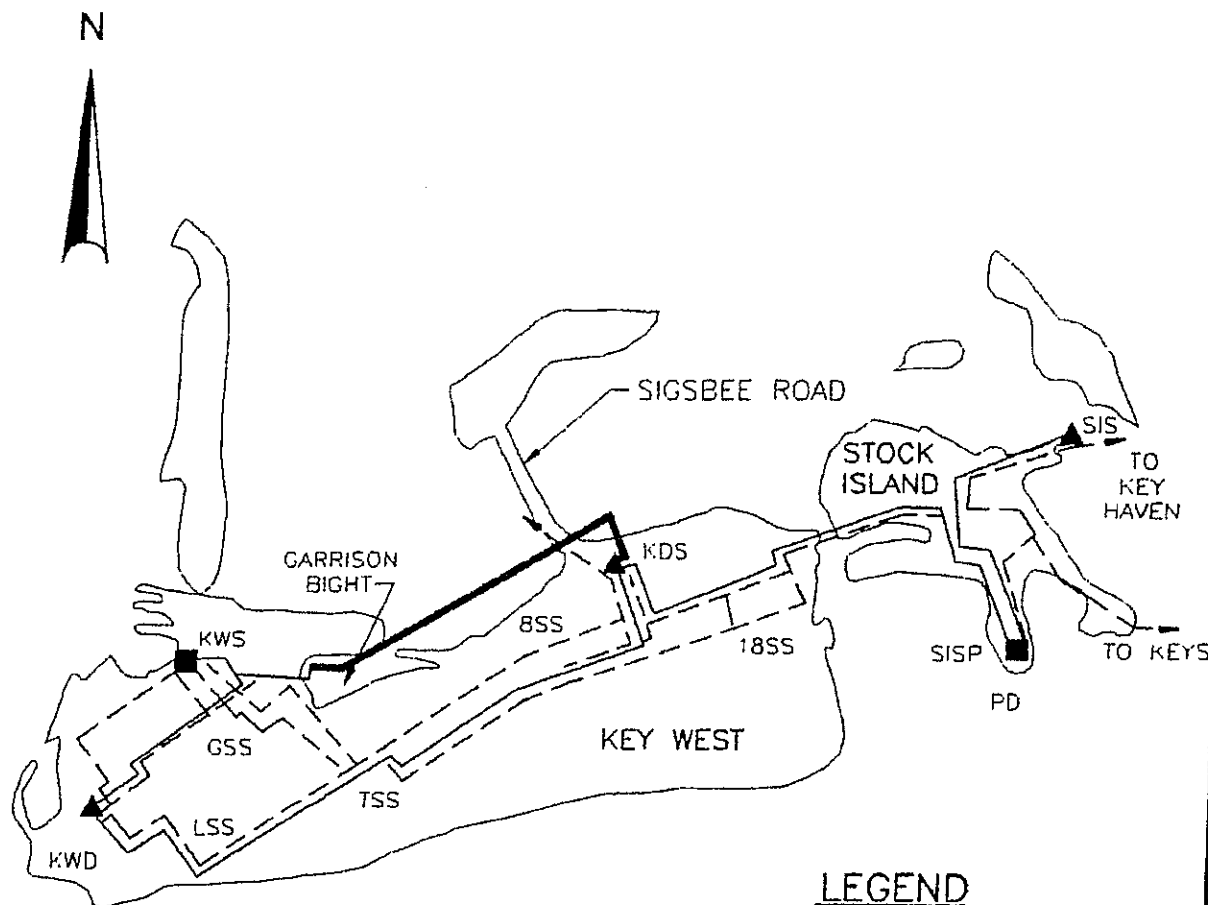 N
SIGSBEE ROAD
SIS
STOCK
ISLAND
TO
KEY
HAVEN
GARRISON
BIGHT
KDS
8SS
KWS
18SS
SISP
TO KEYS
PD
GSS
KEY WEST
TSS
LSS
KWD
LEGEND